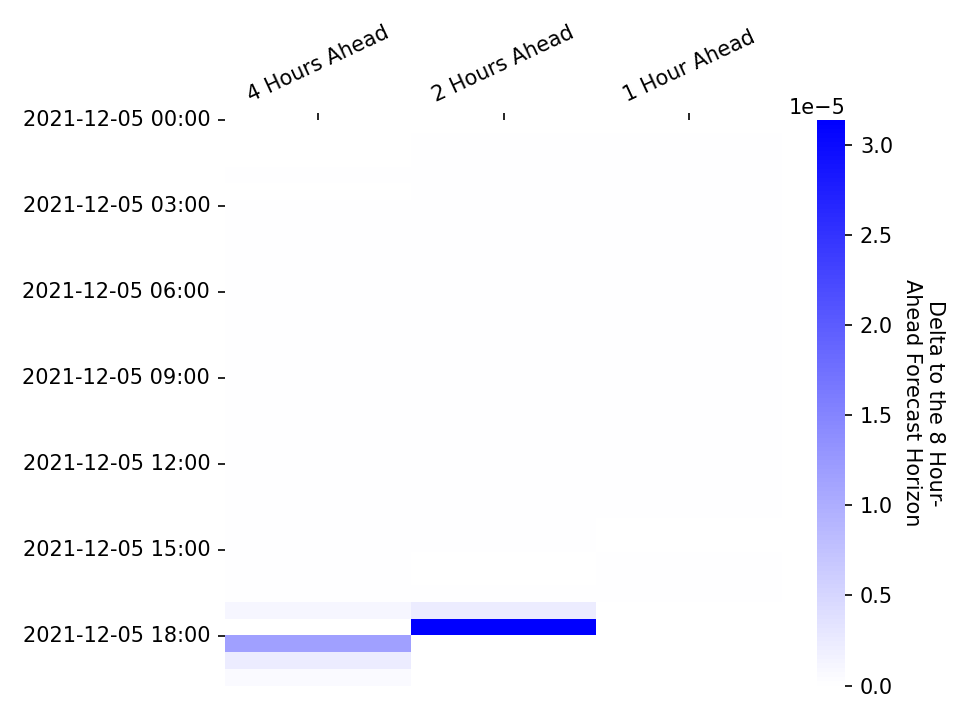 4 Hours Ahead
2 Hours Ahead
1 Hour Ahead
1e−5
2021-12-05 00:00
2021-12-05 03:00
2021-12-05 06:00
2021-12-05 09:00
2021-12-05 12:00
2021-12-05 15:00
2021-12-05 18:00
3.0
2.5
2.0
1.5
1.0
0.5
0.0
Delta to the 8 Hour-
Ahead Forecast Horizon